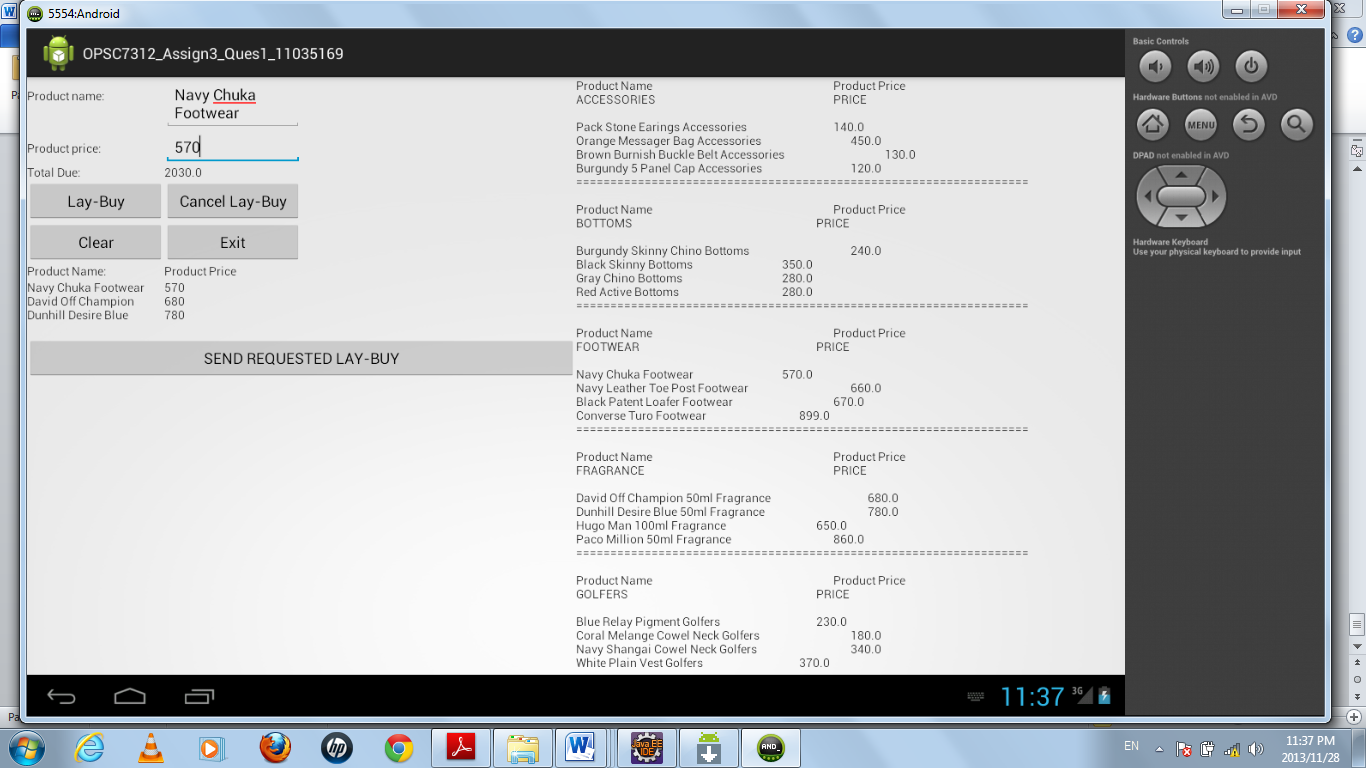 5554:Android
OPSC7312_Assign3_Ques1_11035169
Product name: Navy Chuka
Footwear
Product price: 570
Total Due: 2030.0
Lay-Buy Cancel Lay-Buy
Clear Exit
Product Name: Product Price
Navy Chuka Footwear 570
David Off Champion 680
Dunhill Desire Blue 780
SEND REQUESTED LAY-BUY
Product Name Product Price
ACCESSORIES PRICE
Pack Stone Earings Accessories 140.0
Orange Messager Bag Accessories 450.0
Brown Burnish Buckle Belt Accessories 130.0
Burgundy 5 Panel Cap Accessories 120.0
==================================================================
Product Name Product Price
BOTTOMS PRICE
Burgundy Skinny Chino Bottoms 240.0
Black Skinny Bottoms 350.0
Gray Chino Bottoms 280.0
Red Active Bottoms 280.0
==================================================================
Product Name Product Price
FOOTWEAR PRICE
Navy Chuka Footwear 570.0
Navy Leather Toe Post Footwear 660.0
Black Patent Loafer Footwear 670.0
Converse Turo Footwear 899.0
==================================================================
Product Name Product Price
FRAGRANCE PRICE
David Off Champion 50ml Fragrance 680.0
Dunhill Desire Blue 50ml Fragrance 780.0
Hugo Man 100ml Fragrance 650.0
Paco Million 50ml Fragrance 860.0
==================================================================
Product Name Product Price
GOLFERS PRICE
Blue Relay Pigment Golfers 230.0
Coral Melange Cowel Neck Golfers 180.0
Navy Shangai Cowel Neck Golfers 340.0
White Plain Vest Golfers 370.0
Basic Controls
Hardware Buttons not enabled in AVD
MENU
DPAD not enabled in AVD
Hardware Keyboard
Use your physical keyboard to provide input
11:37 3G
Pa
Pa
hp
W
Java EE
IDE
AND_
EN
11:37 PM
2013/11/28